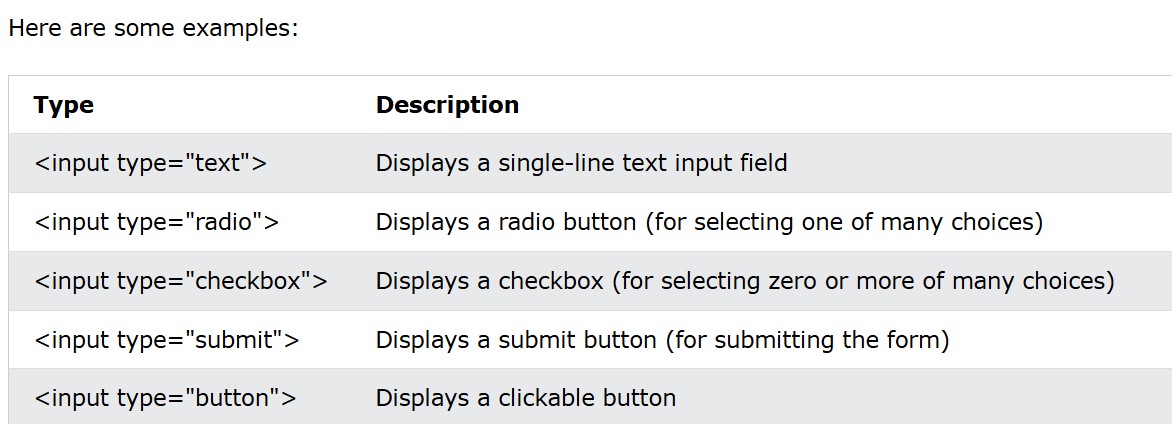 Here are some examples:
Type Description
<input type="text"> Displays a single-line text input field
<input type="radio"> Displays a radio button (for selecting one of many choices)
<input type="checkbox"> Displays a checkbox (for selecting zero or more of many choices)
<input type="submit"> Displays a submit button (for submitting the form)
<input type="button"> Displays a clickable button